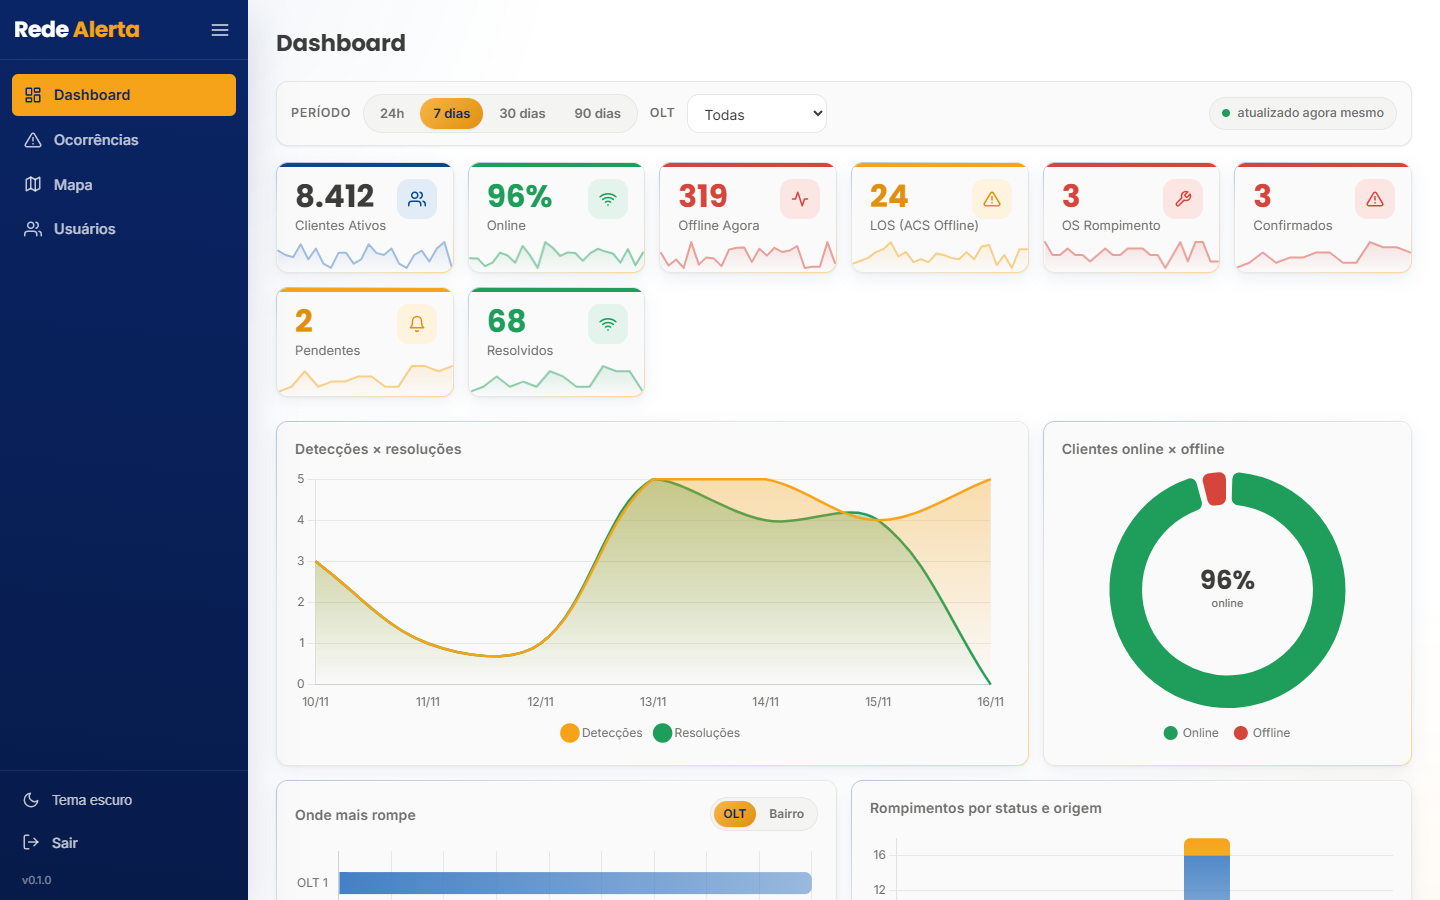 Rede Alerta
Dashboard
Ocorrências
Mapa
Usuários
Tema escuro
Sair
v0.1.0
Dashboard
PERÍODO 24h 7 dias 30 dias 90 dias OLT Todas atualizado agora mesmo
8.412
Clientes Ativos
96%
Online
319
Offline Agora
24
LOS (ACS Offline)
3
OS Rompimento
3
Confirmados
2
Pendentes
68
Resolvidos
Detecções × resoluções
5
4
3
2
1
0
10/11 11/11 12/11 13/11 14/11 15/11 16/11
Detecções Resoluções
Clientes online × offline
96%
online
Online Offline
Onde mais rompe
OLT Bairro
OLT 1
Rompimentos por status e origem
16
12